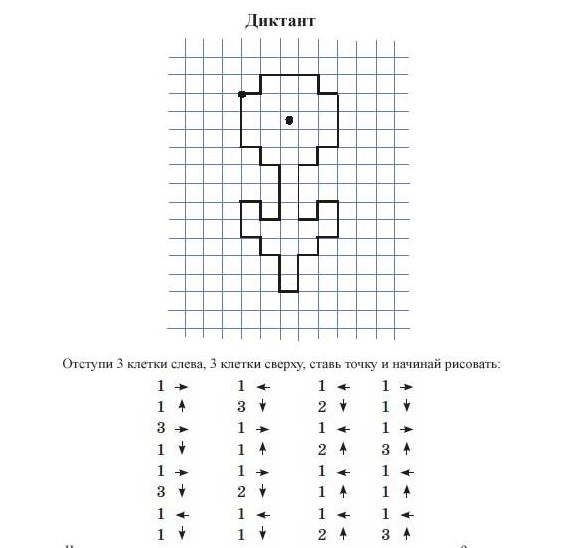 Диктант
Отступи 3 клетки слева, 3 клетки сверху, ставь точку и начинай рисовать:
1 → 1 ← 1 ← 1 →
1 ↑ 3 ↓ 2 ↓ 1 ↓
3 → 1 → 1 ← 1 →
1 ↓ 1 ↑ 2 ↑ 3 ↑
1 → 1 → 1 ← 1 ←
3 ↓ 2 ↓ 1 ↑ 1 ↑
1 ← 1 ← 1 ← 1 ←
1 ↓ 1 ↓ 2 ↑ 3 ↑